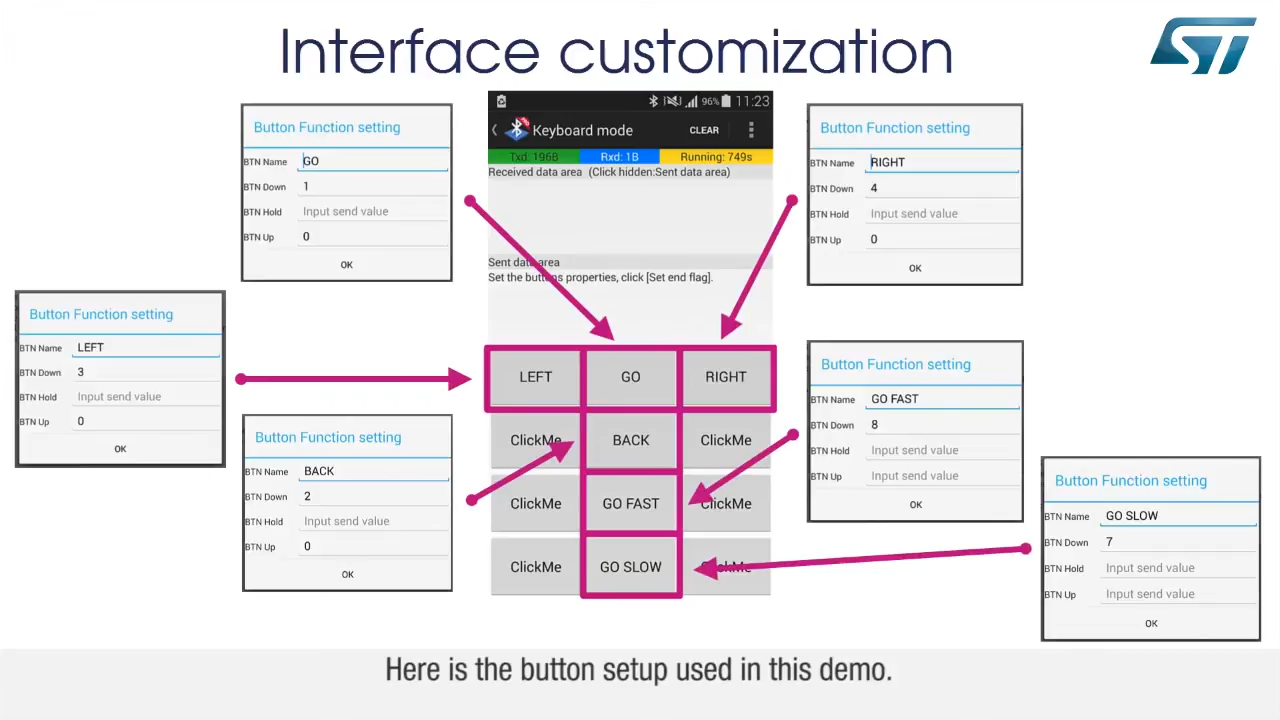 Interface customization
ST
Button Function setting
BTN Name GO
BTN Down 1
BTN Hold Input send value
BTN Up 0
OK
Button Function setting
BTN Name LEFT
BTN Down 3
BTN Hold Input send value
BTN Up 0
OK
Button Function setting
BTN Name BACK
BTN Down 2
BTN Hold Input send value
BTN Up 0
OK
96% 11:23
Keyboard mode CLEAR
Txd: 196B Rxd: 1B Running: 749s
Received data area (Click hidden:Sent data area)
Sent data area
Set the buttons properties, click [Set end flag].
LEFT GO RIGHT
ClickMe BACK ClickMe
ClickMe GO FAST ClickMe
ClickMe GO SLOW ClickMe
Button Function setting
BTN Name RIGHT
BTN Down 4
BTN Hold Input send value
BTN Up 0
OK
Button Function setting
BTN Name GO FAST
BTN Down 8
BTN Hold Input send value
BTN Up Input send value
OK
Button Function setting
BTN Name GO SLOW
BTN Down 7
BTN Hold Input send value
BTN Up Input send value
OK
Here is the button setup used in this demo.